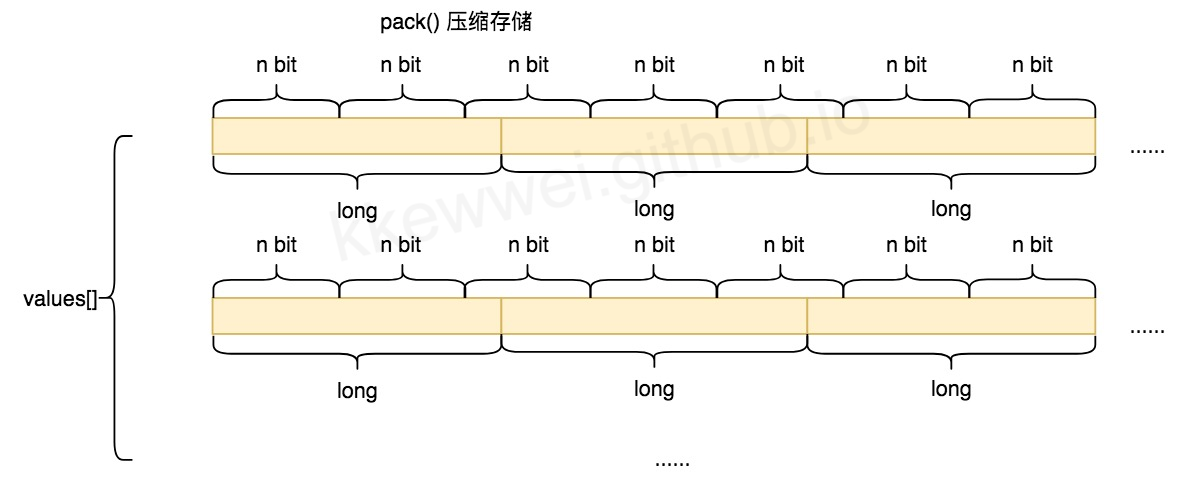 pack() 压缩存储
n bit n bit n bit n bit n bit n bit n bit
......
long long long
kkewwei.github.io
n bit n bit n bit n bit n bit n bit n bit
values[]
......
long long long
......